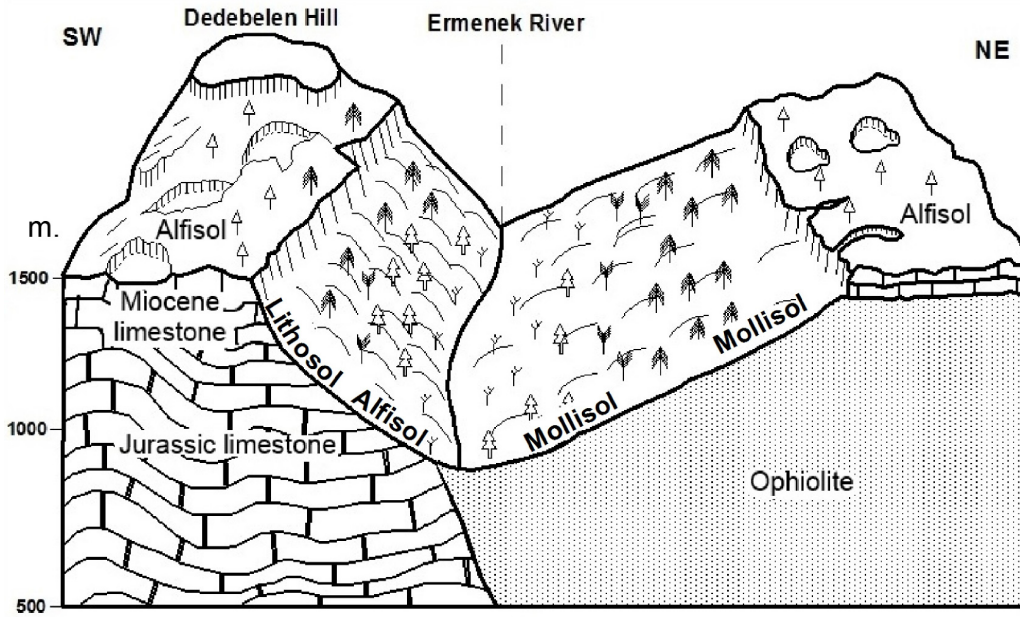 Dedebelen Hill
Ermenek River
SW
NE
m.
Alfisol
Alfisol
1500
Miocene
limestone
Lithosol
Alfisol
Mollisol
Mollisol
1000
Jurassic limestone
Ophiolite
500